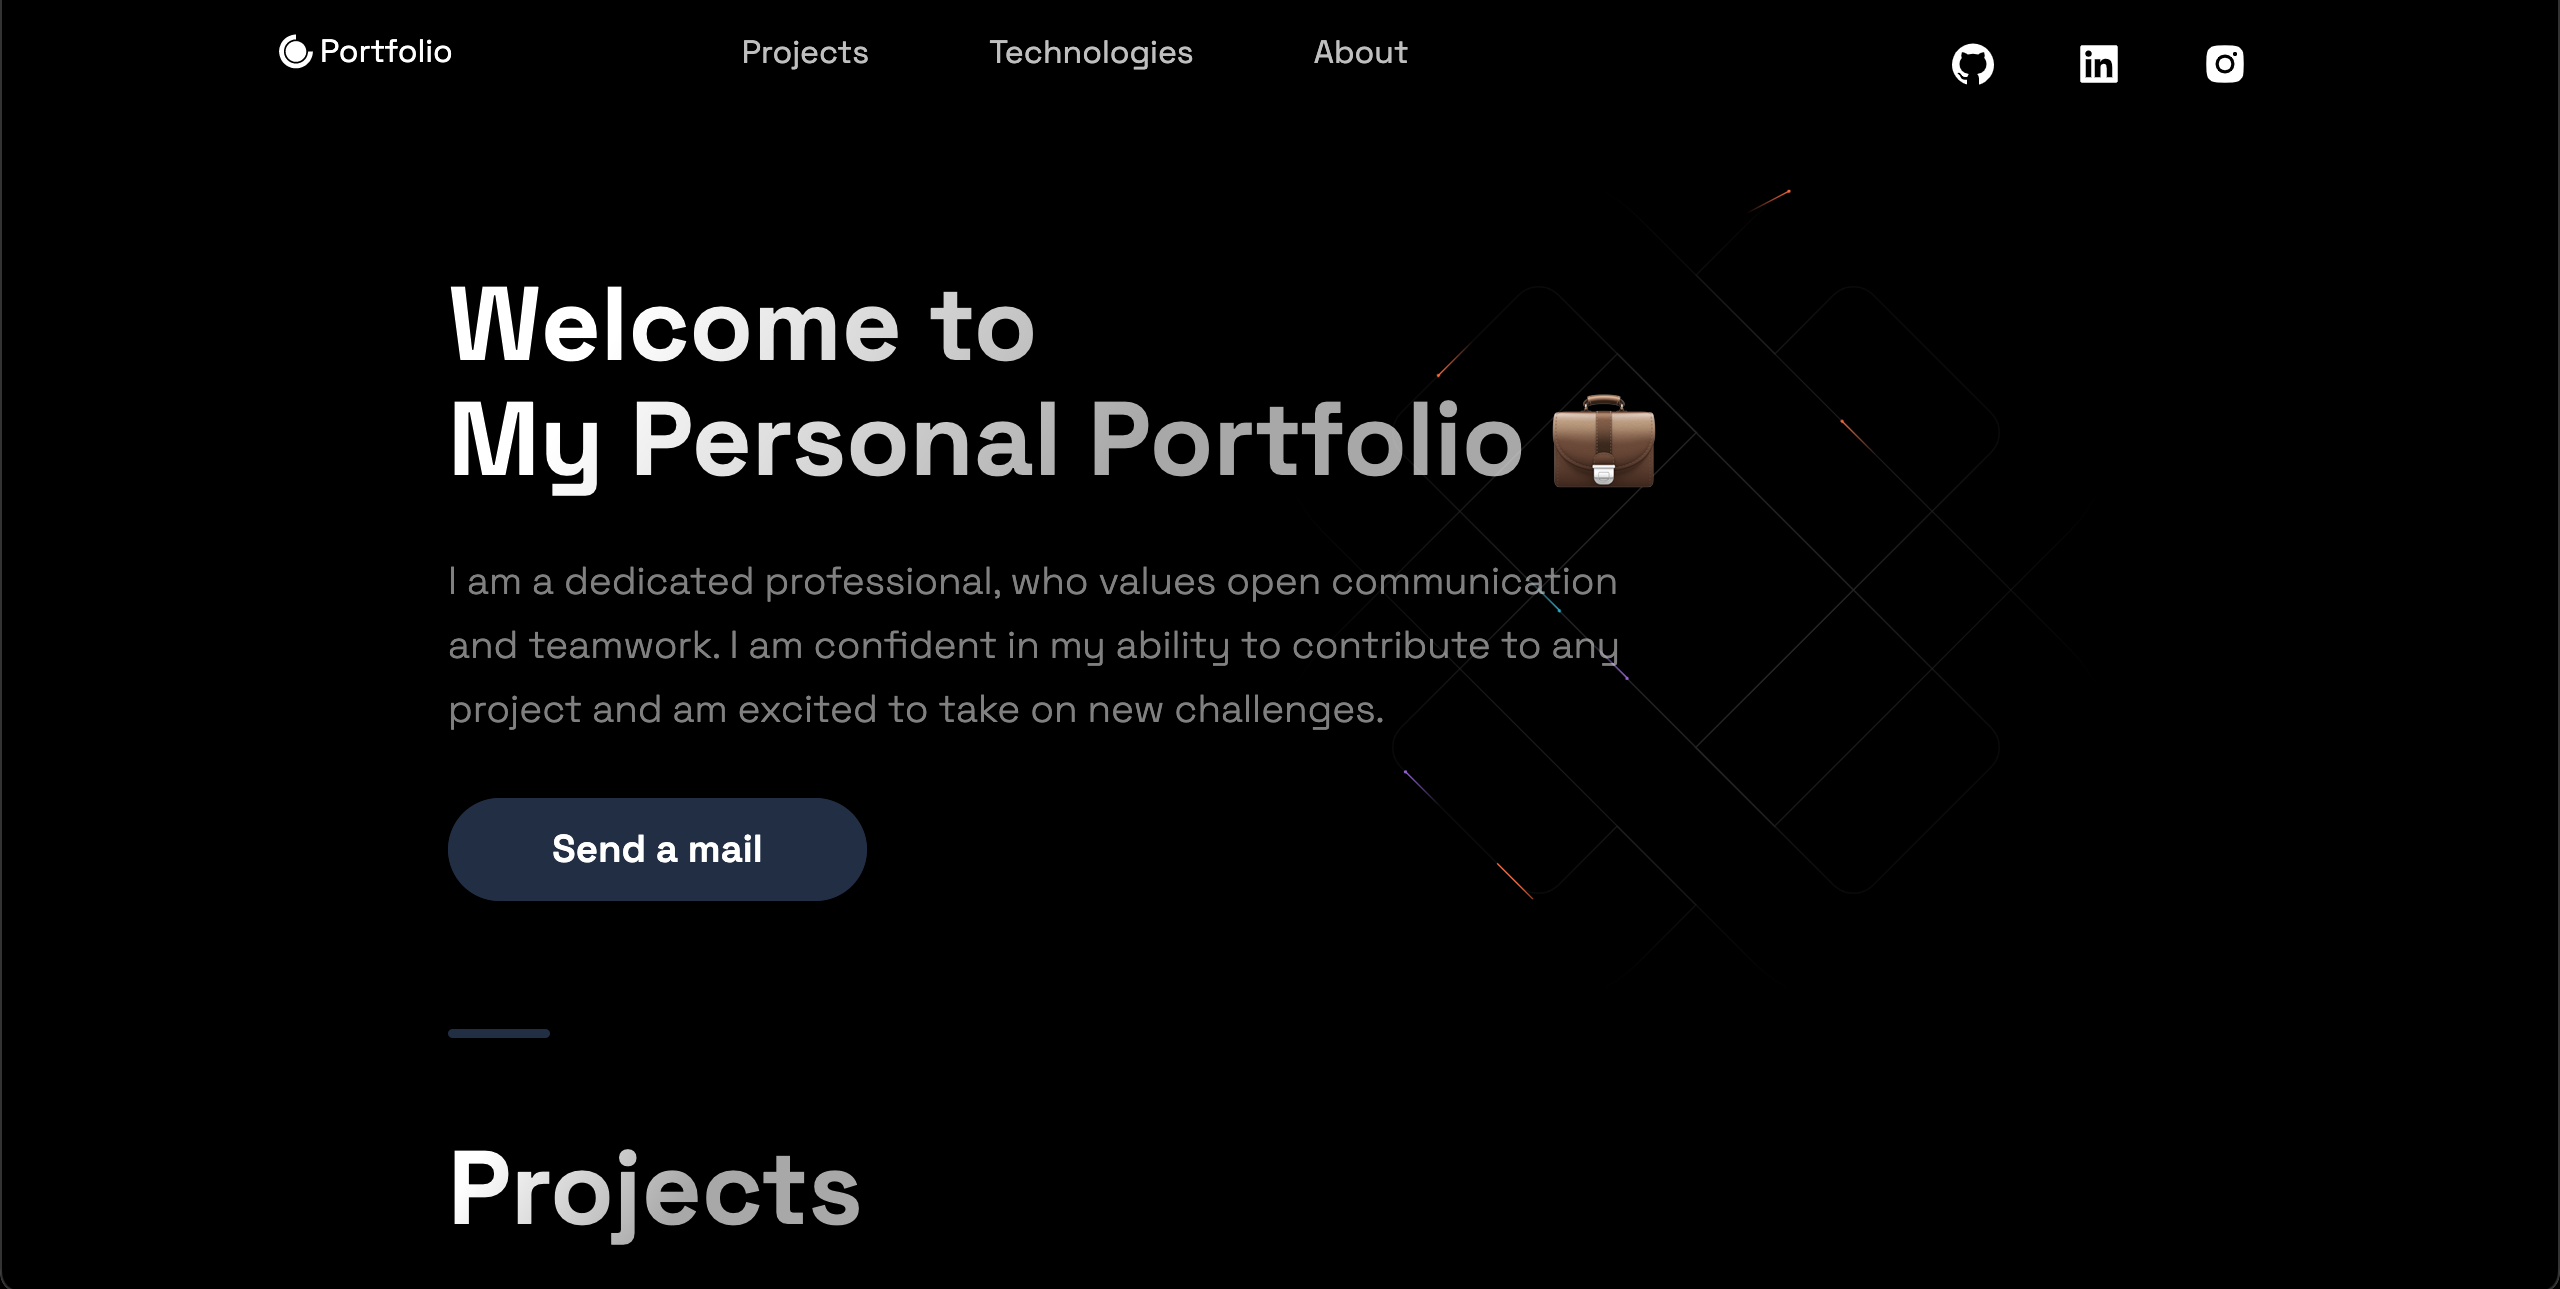 Portfolio
Projects
Technologies
About
Welcome to
My Personal Portfolio 💼
I am a dedicated professional, who values open communication
and teamwork. I am confident in my ability to contribute to any
project and am excited to take on new challenges.
Send a mail
Projects